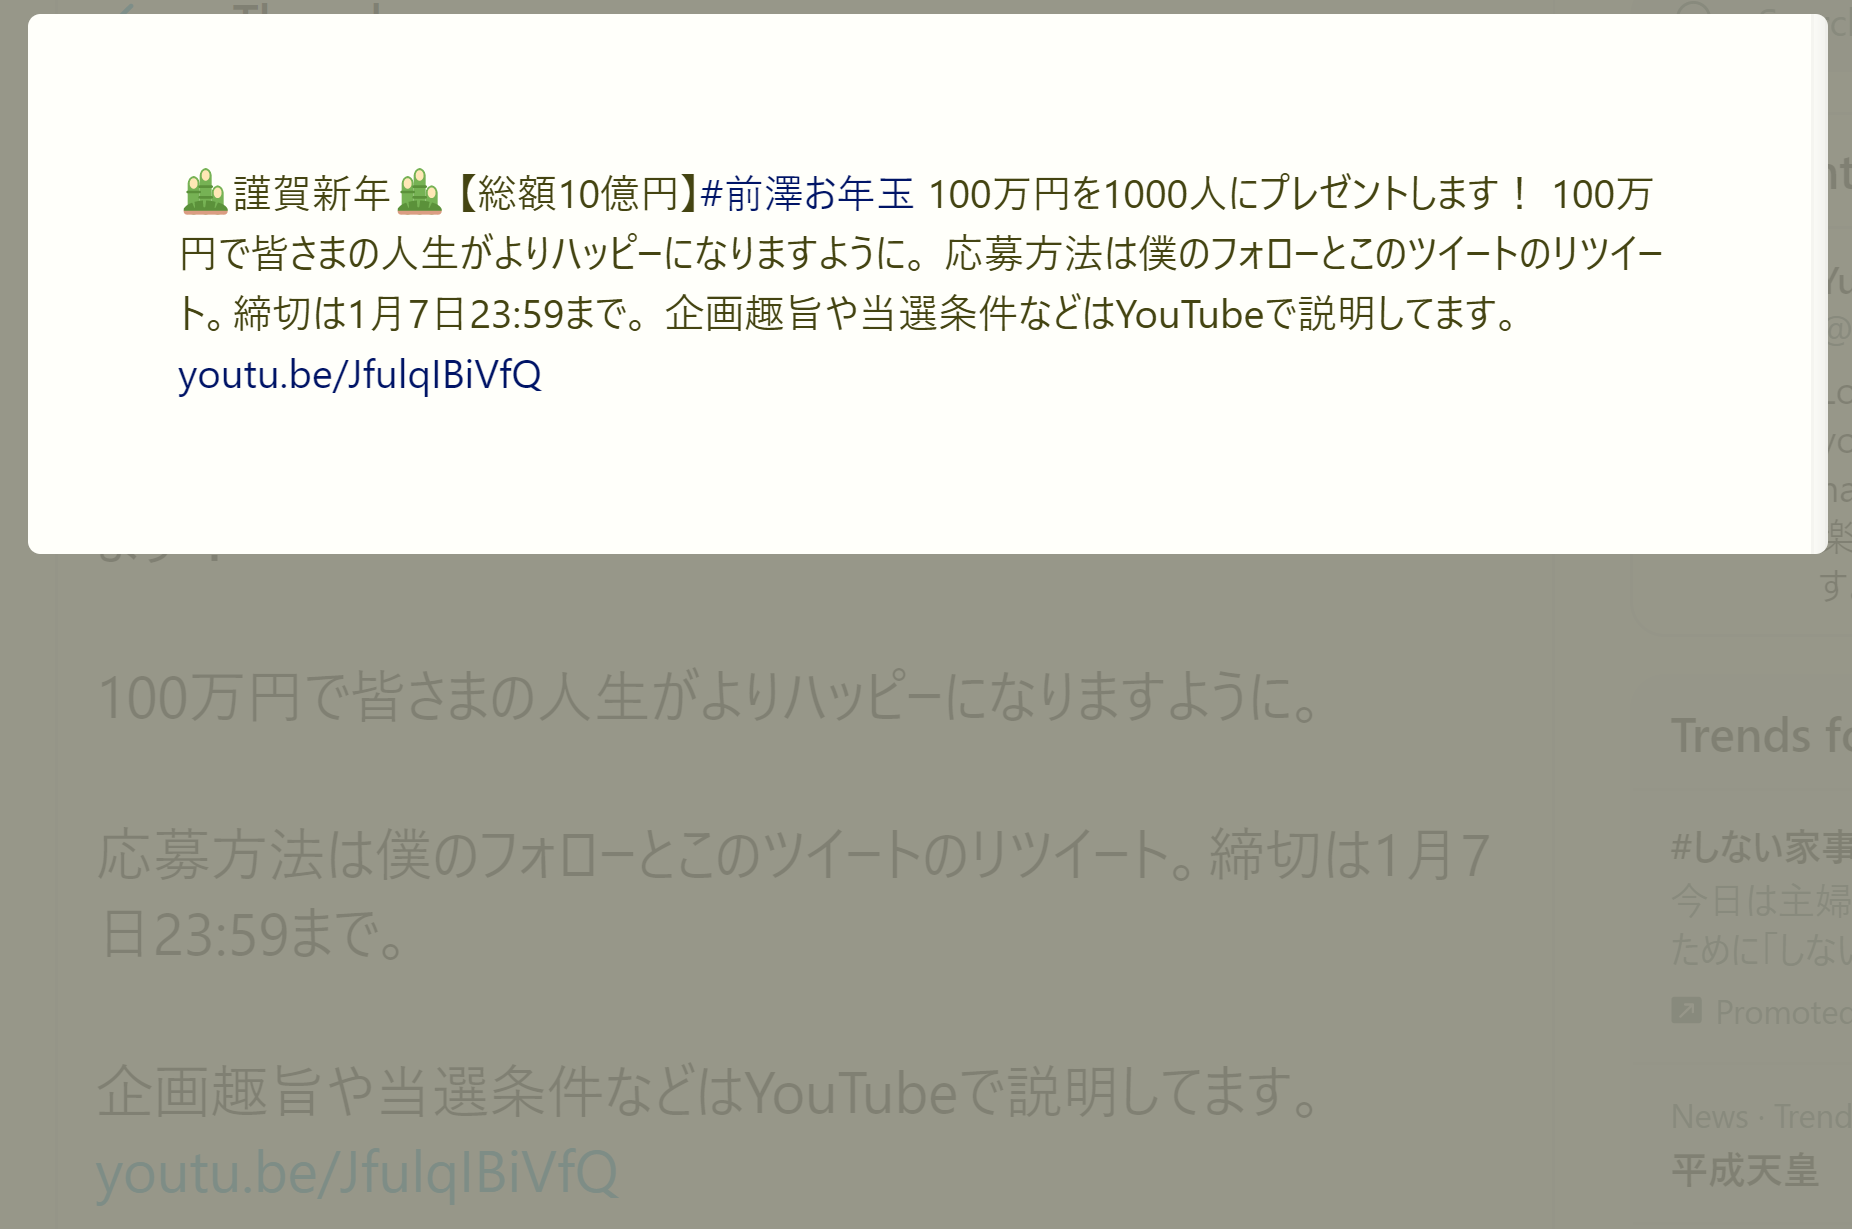 🎍謹賀新年🎍【総額10億円】#前澤お年玉 100万円を1000人にプレゼントします！ 100万
円で皆さまの人生がよりハッピーになりますように。応募方法は僕のフォローとこのツイートのリツイー
ト。締切は1月7日23:59まで。企画趣旨や当選条件などはYouTubeで説明してます。
youtu.be/JfulqIBiVfQ
100万円で皆さまの人生がよりハッピーになりますように。
応募方法は僕のフォローとこのツイートのリツイート。締切は1月7
日23:59まで。
企画趣旨や当選条件などはYouTubeで説明してます。
youtu.be/JfulqIBiVfQ
Trends
#しない家事
今日は主婦
ために「しない
Promoted
News · Trend
平成天皇